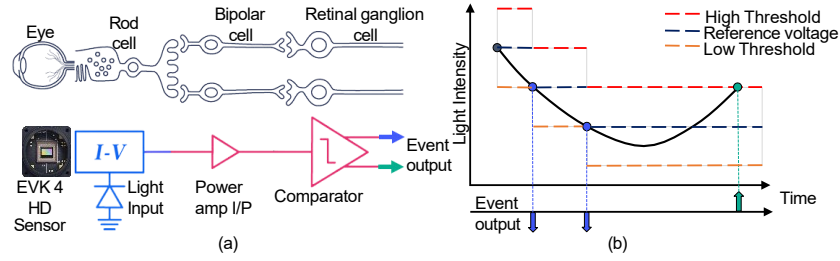 Eye
Rod
cell
Bipolar
cell
Retinal ganglion
cell
I-V
EVK 4
HD
Sensor
Light
Input
Power
amp I/P
Comparator
Event
output
(a)
High Threshold
Reference voltage
Low Threshold
Light Intensity
Time
Event
output
(b)